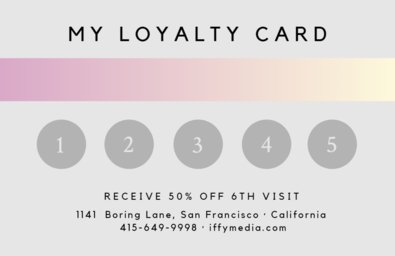 MY LOYALTY CARD
1 2 3 4 5
RECEIVE 50% OFF 6TH VISIT
1141 Boring Lane, San Francisco · California
415-649-9998 · iffymedia.com